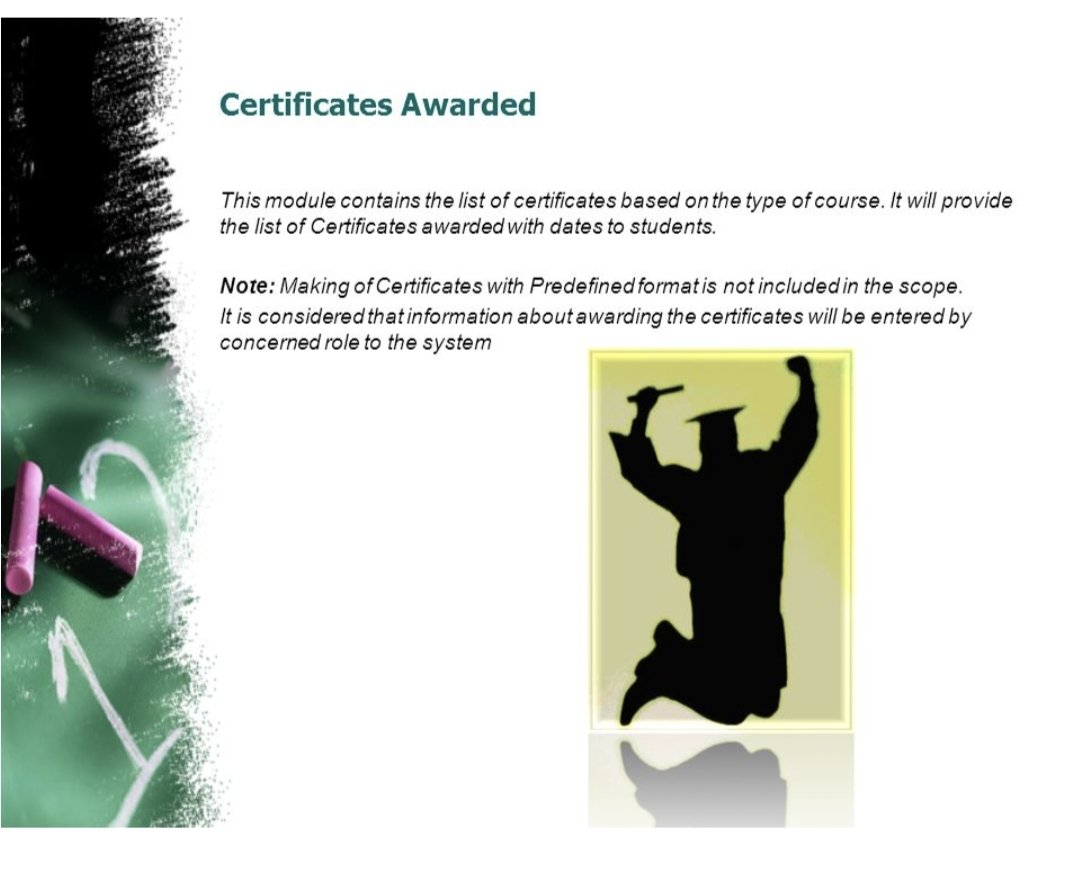 Certificates Awarded
This module contains the list of certificates based on the type of course. It will provide
the list of Certificates awarded with dates to students.
Note: Making of Certificates with Predefined format is not included in the scope.
It is considered that information about awarding the certificates will be entered by
concerned role to the system